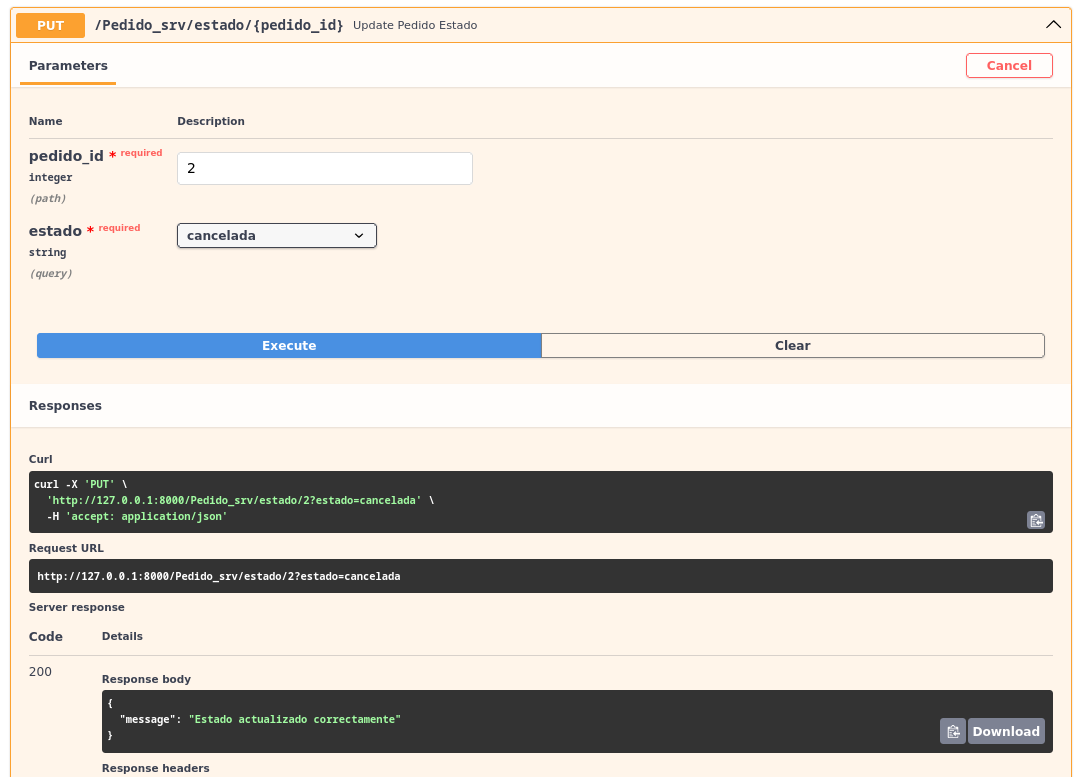 PUT /Pedido_srv/estado/{pedido_id} Update Pedido Estado
Parameters
Cancel
Name Description
pedido_id * required
integer
(path)
2
estado * required
string
(query)
cancelada
Execute
Clear
Responses
Curl
curl -X 'PUT' \
'http://127.0.0.1:8000/Pedido_srv/estado/2?estado=cancelada' \
-H 'accept: application/json'
Request URL
http://127.0.0.1:8000/Pedido_srv/estado/2?estado=cancelada
Server response
Code Details
200
Response body
{
"message": "Estado actualizado correctamente"
}
Download
Response headers